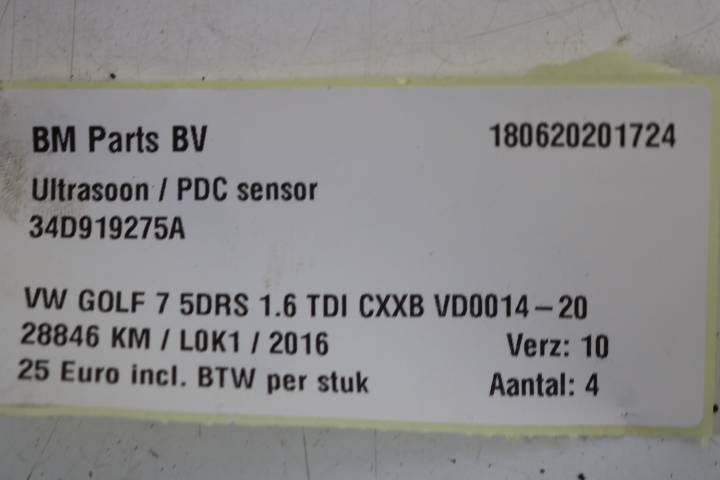 BM Parts BV 180620201724
Ultrasoon / PDC sensor
34D919275A
VW GOLF 7 5DRS 1.6 TDI CXXB VD0014-20
28846 KM / L0K1 / 2016 Verz: 10
25 Euro incl. BTW per stuk Aantal: 4